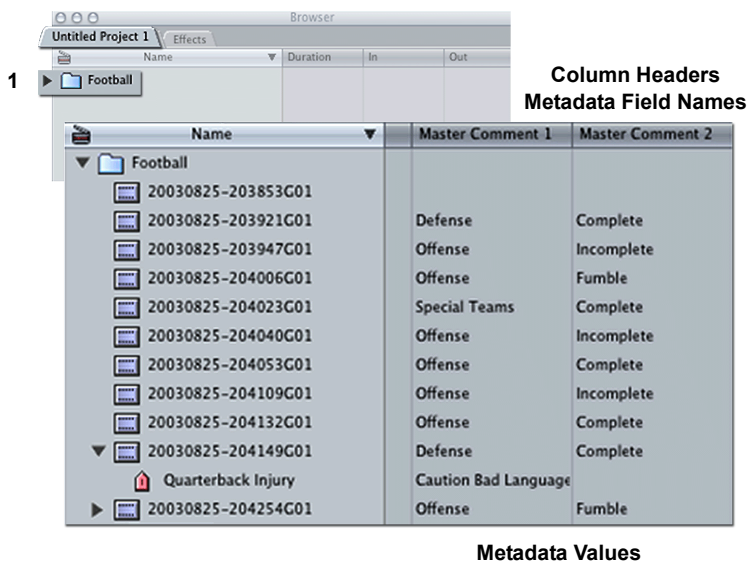 Browser
Untitled Project 1 Effects
Name Duration In Out
1 Football
Column Headers
Metadata Field Names
Name Master Comment 1 Master Comment 2
Football
20030825-203853G01
20030825-203921G01 Defense Complete
20030825-203947G01 Offense Incomplete
20030825-204006G01 Offense Fumble
20030825-204023G01 Special Teams Complete
20030825-204040G01 Offense Incomplete
20030825-204053G01 Offense Complete
20030825-204109G01 Offense Incomplete
20030825-204132G01 Offense Complete
20030825-204149G01 Defense Complete
Quarterback Injury Caution Bad Language
20030825-204254G01 Offense Fumble
Metadata Values